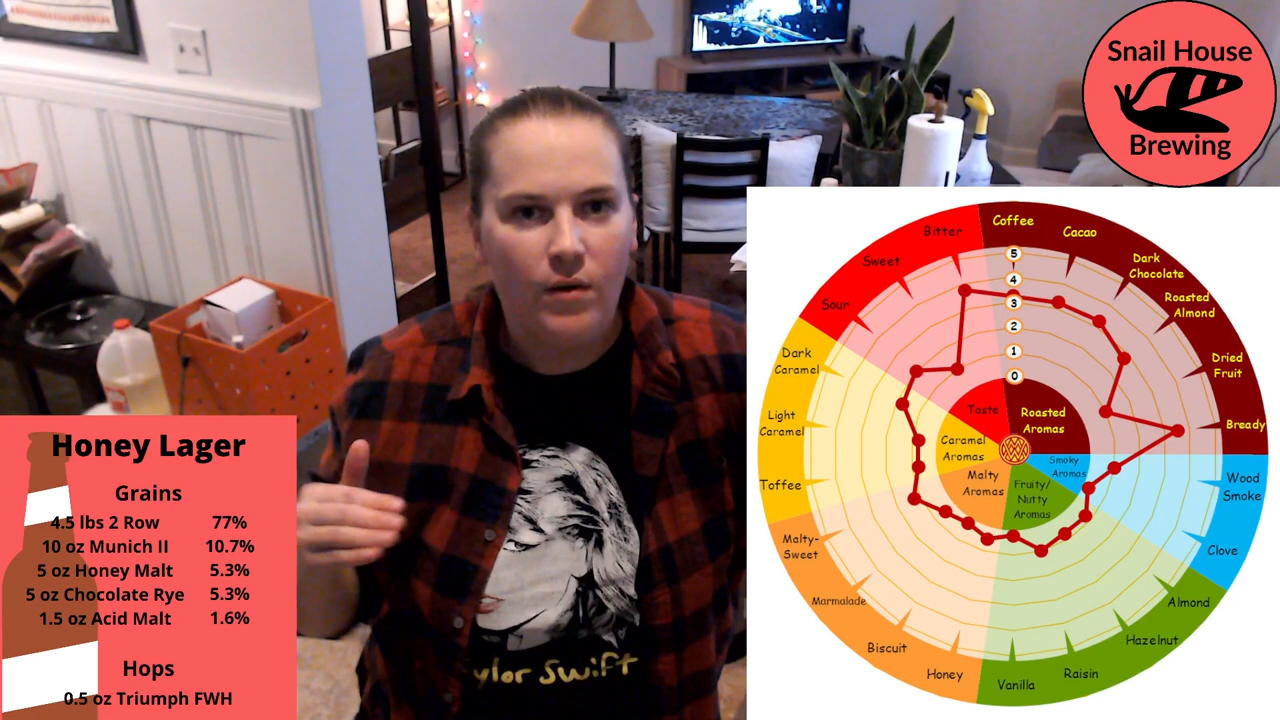 Snail House
Brewing
Honey Lager
Grains
4.5 lbs 2 Row 77%
10 oz Munich II 10.7%
5 oz Honey Malt 5.3%
5 oz Chocolate Rye 5.3%
1.5 oz Acid Malt 1.6%
Hops
0.5 oz Triumph FWH
ylor Swift
Coffee
Cacao
Dark
Chocolate
Roasted
Almond
Dried
Fruit
Bready
Wood
Smoke
Clove
Almond
Hazelnut
Raisin
Vanilla
Honey
Biscuit
Marmalade
Malty-
Sweet
Toffee
Light
Caramel
Dark
Caramel
Sour
Sweet
Bitter
5
4
3
2
1
0
Taste
Roasted
Aromas
Caramel
Aromas
Smoky
Aromas
Malty
Aromas
Fruity/
Nutty
Aromas